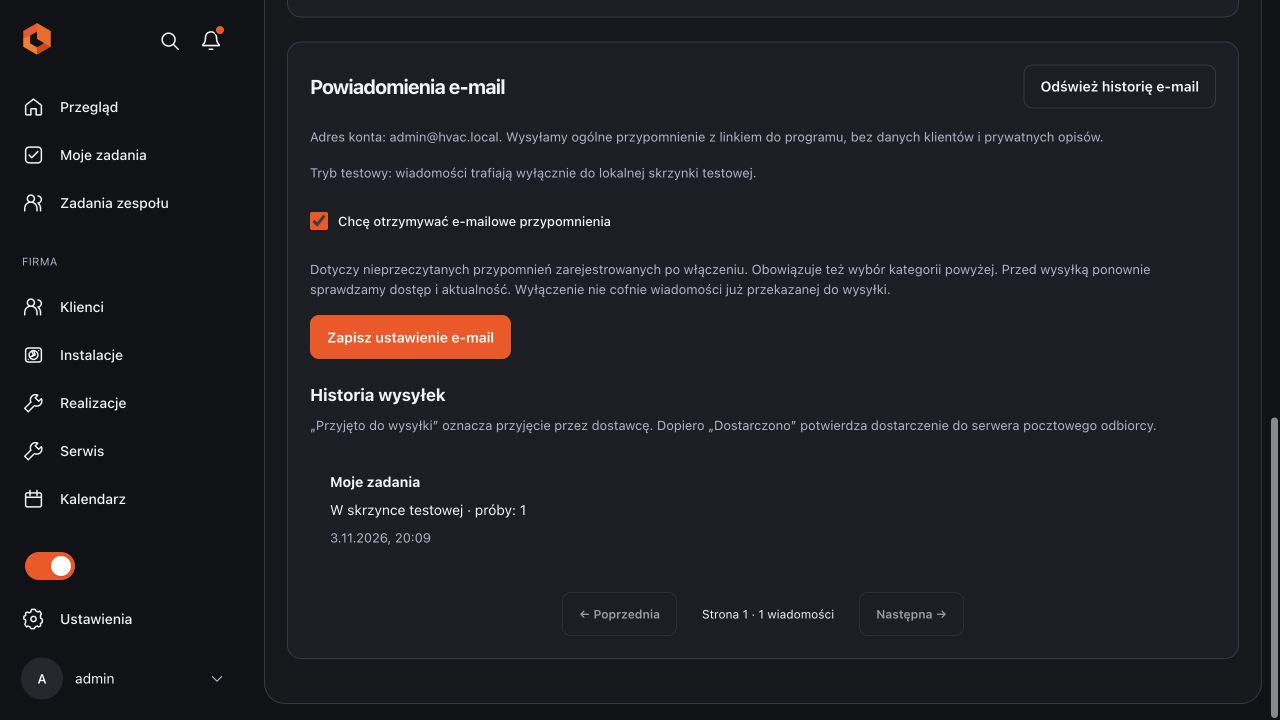 Przegląd
Moje zadania
Zadania zespołu
FIRMA
Klienci
Instalacje
Realizacje
Serwis
Kalendarz
Ustawienia
A
admin
Powiadomienia e-mail
Odśwież historię e-mail
Adres konta: admin@hvac.local. Wysyłamy ogólne przypomnienie z linkiem do programu, bez danych klientów i prywatnych opisów.
Tryb testowy: wiadomości trafiają wyłącznie do lokalnej skrzynki testowej.
Chcę otrzymywać e-mailowe przypomnienia
Dotyczy nieprzeczytanych przypomnień zarejestrowanych po włączeniu. Obowiązuje też wybór kategorii powyżej. Przed wysyłką ponownie
sprawdzamy dostęp i aktualność. Wyłączenie nie cofnie wiadomości już przekazanej do wysyłki.
Zapisz ustawienie e-mail
Historia wysyłek
„Przyjęto do wysyłki” oznacza przyjęcie przez dostawcę. Dopiero „Dostarczono” potwierdza dostarczenie do serwera pocztowego odbiorcy.
Moje zadania
W skrzynce testowej · próby: 1
3.11.2026, 20:09
← Poprzednia
Strona 1 · 1 wiadomości
Następna →